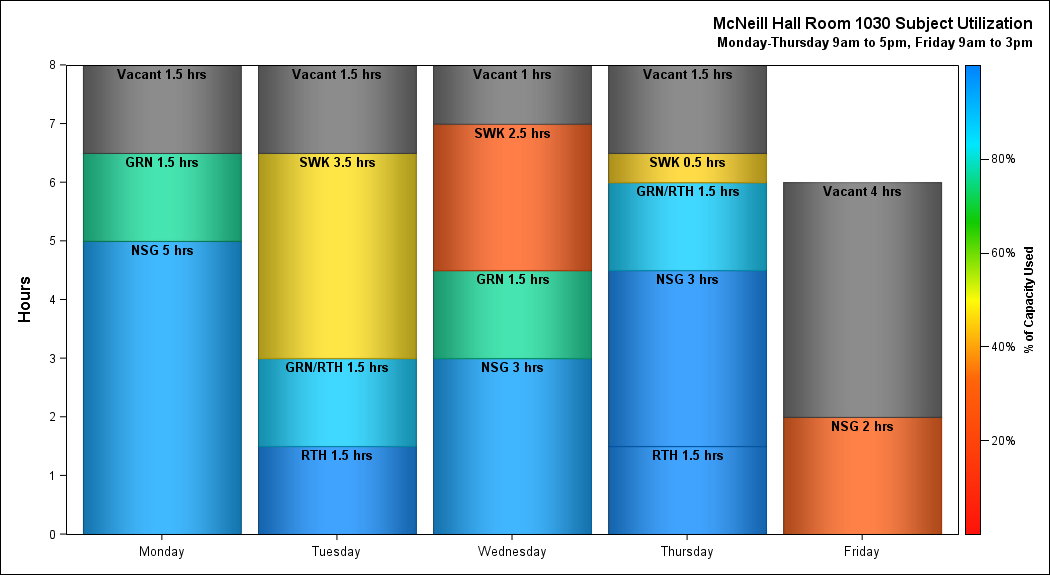 McNeill Hall Room 1030 Subject Utilization
Monday-Thursday 9am to 5pm, Friday 9am to 3pm
Hours
8
7
6
5
4
3
2
1
0
Vacant 1.5 hrs
GRN 1.5 hrs
NSG 5 hrs
Vacant 1.5 hrs
SWK 3.5 hrs
GRN/RTH 1.5 hrs
RTH 1.5 hrs
Vacant 1 hrs
SWK 2.5 hrs
GRN 1.5 hrs
NSG 3 hrs
Vacant 1.5 hrs
SWK 0.5 hrs
GRN/RTH 1.5 hrs
NSG 3 hrs
RTH 1.5 hrs
Vacant 4 hrs
NSG 2 hrs
Monday Tuesday Wednesday Thursday Friday
80%
60%
40%
20%
% of Capacity Used